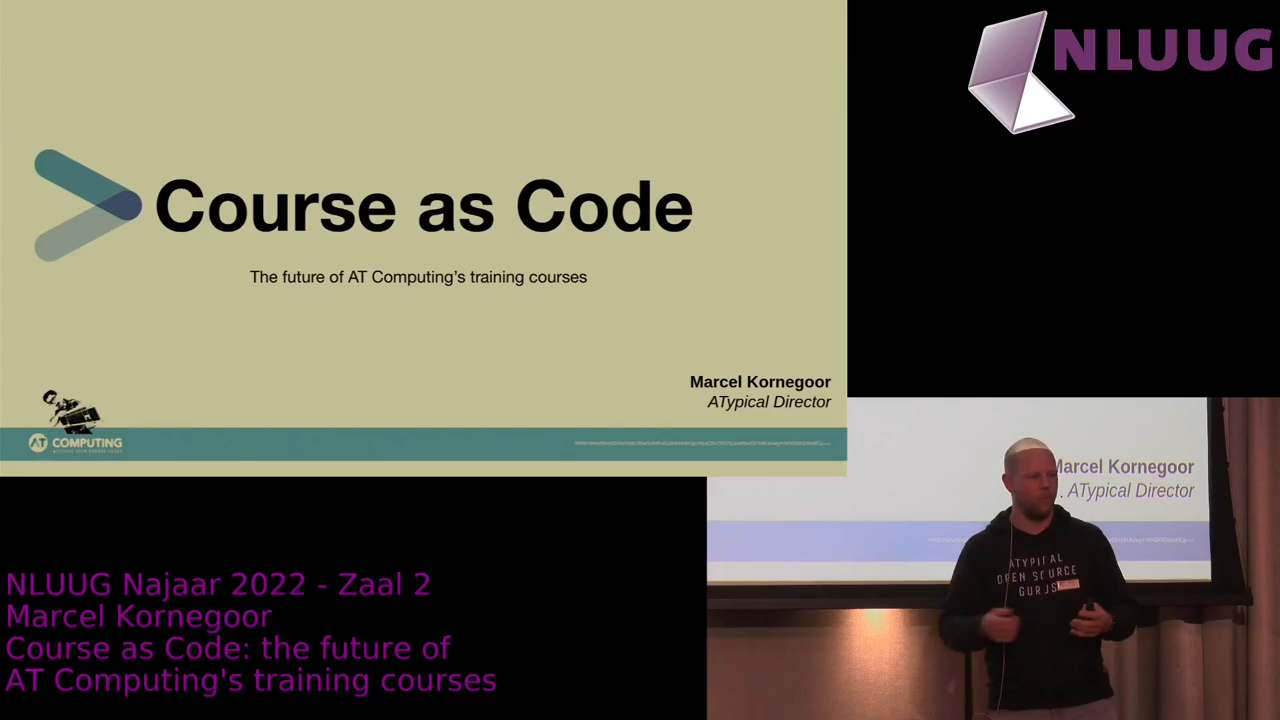 NLUUG
Course as Code
The future of AT Computing's training courses
Marcel Kornegoor
ATypical Director
AT COMPUTING
Marcel Kornegoor
ATypical Director
ATYPICAL
OPEN SOURCE
GURUS
NLUUG Najaar 2022 - Zaal 2
Marcel Kornegoor
Course as Code: the future of
AT Computing's training courses